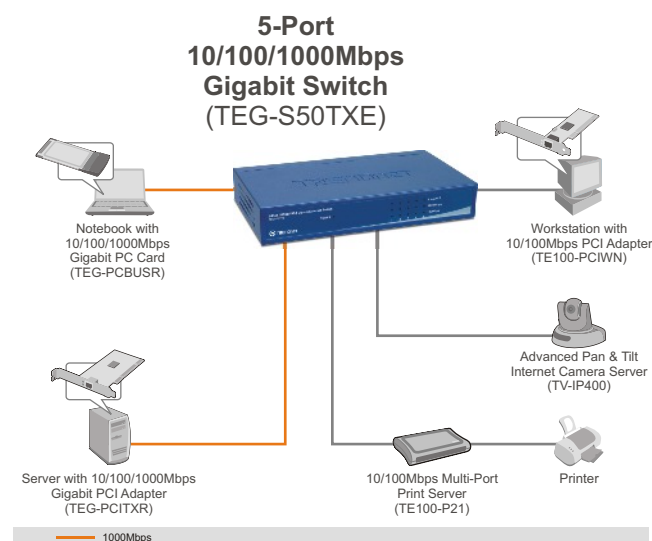 5-Port
10/100/1000Mbps
Gigabit Switch
(TEG-S50TXE)
Notebook with
10/100/1000Mbps
Gigabit PC Card
(TEG-PCBUSR)
Workstation with
10/100Mbps PCI Adapter
(TE100-PCIWN)
Advanced Pan & Tilt
Internet Camera Server
(TV-IP400)
Server with 10/100/1000Mbps
Gigabit PCI Adapter
(TEG-PCITXR)
10/100Mbps Multi-Port
Print Server
(TE100-P21)
Printer
1000Mbps